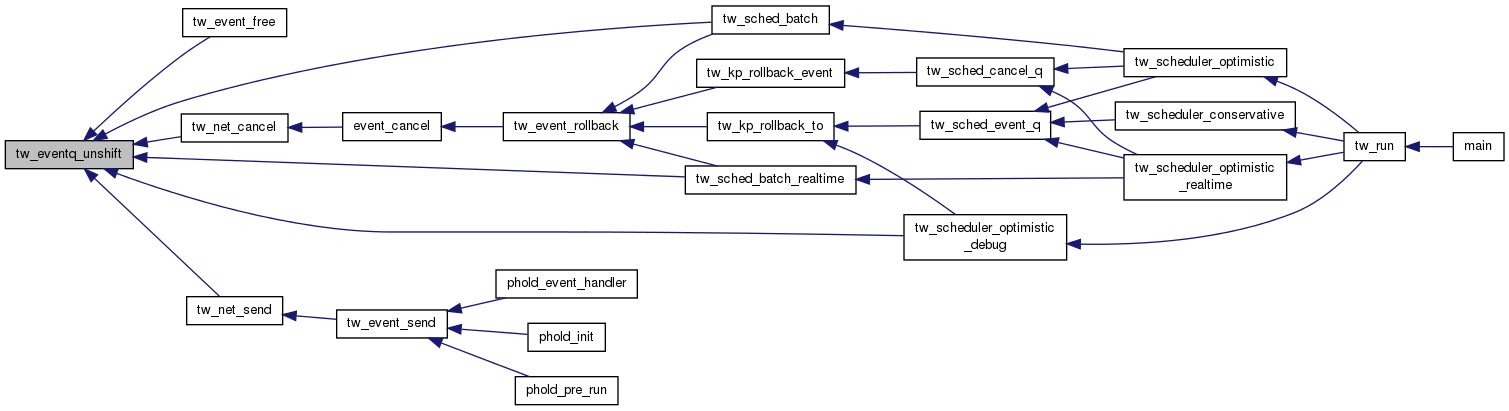 tw_event_free
tw_sched_batch
tw_scheduler_optimistic
tw_kp_rollback_event
tw_sched_cancel_q
tw_net_cancel
event_cancel
tw_event_rollback
tw_kp_rollback_to
tw_sched_event_q
tw_scheduler_conservative
tw_eventq_unshift
tw_run
main
tw_sched_batch_realtime
tw_scheduler_optimistic
_realtime
tw_scheduler_optimistic
_debug
phold_event_handler
tw_net_send
tw_event_send
phold_init
phold_pre_run